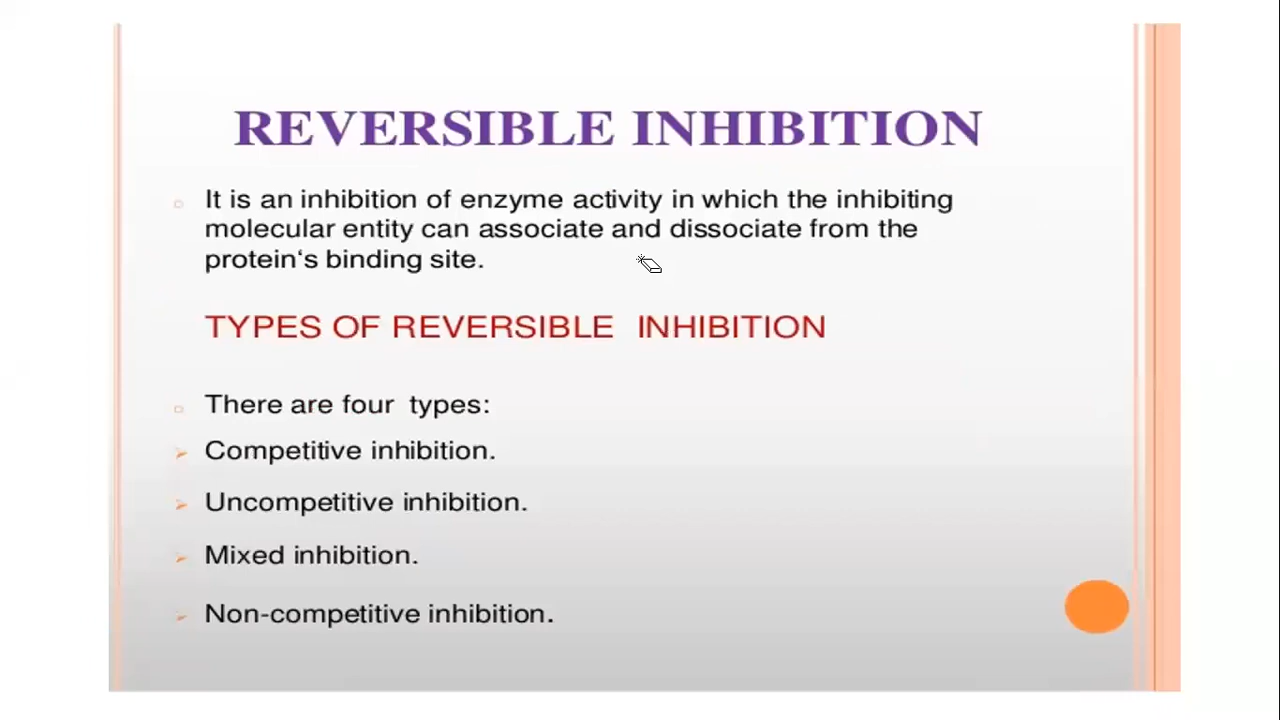 REVERSIBLE INHIBITION
It is an inhibition of enzyme activity in which the inhibiting
molecular entity can associate and dissociate from the
protein‘s binding site.
TYPES OF REVERSIBLE INHIBITION
There are four types:
Competitive inhibition.
Uncompetitive inhibition.
Mixed inhibition.
Non-competitive inhibition.